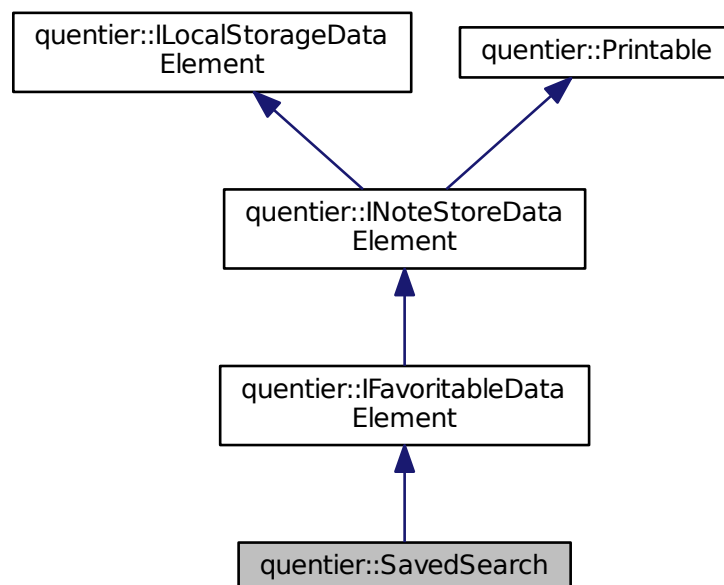 quentier::ILocalStorageData
Element
quentier::Printable
quentier::INoteStoreData
Element
quentier::IFavoritableData
Element
quentier::SavedSearch